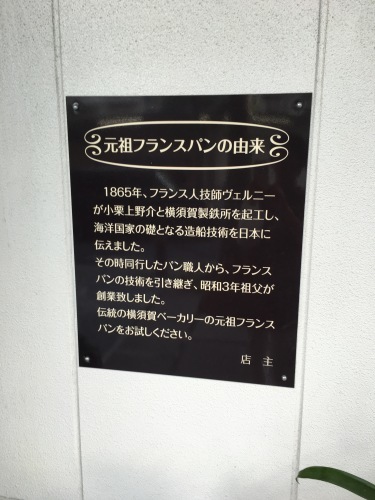 元祖フランスパンの由来
1865年、フランス人技師ヴェルニー
が小栗上野介と横須賀製鉄所を起工し、
海洋国家の礎となる造船技術を日本に
伝えました。
その時同行したパン職人から、フランス
パンの技術を引き継ぎ、昭和3年祖父が
創業致しました。
伝統の横須賀ベーカリーの元祖フランス
パンをお試しください。
店 主